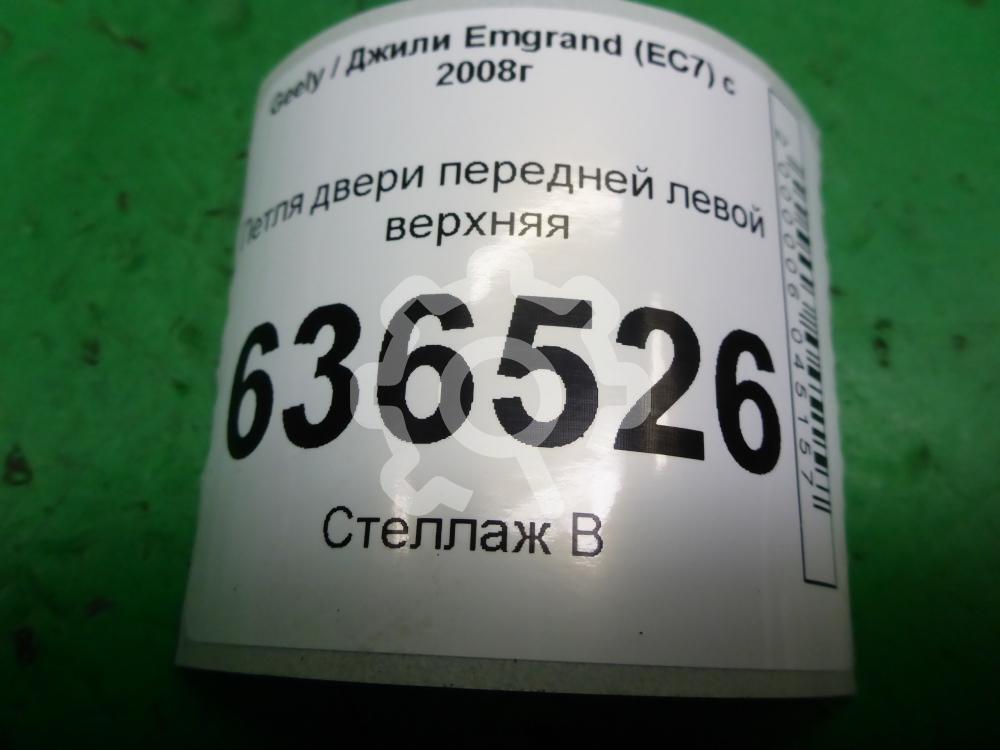 Geely / Джили Emgrand (EC7) с
2008г
Петля двери передней левой
верхняя
636526
Стеллаж B
2000006045157